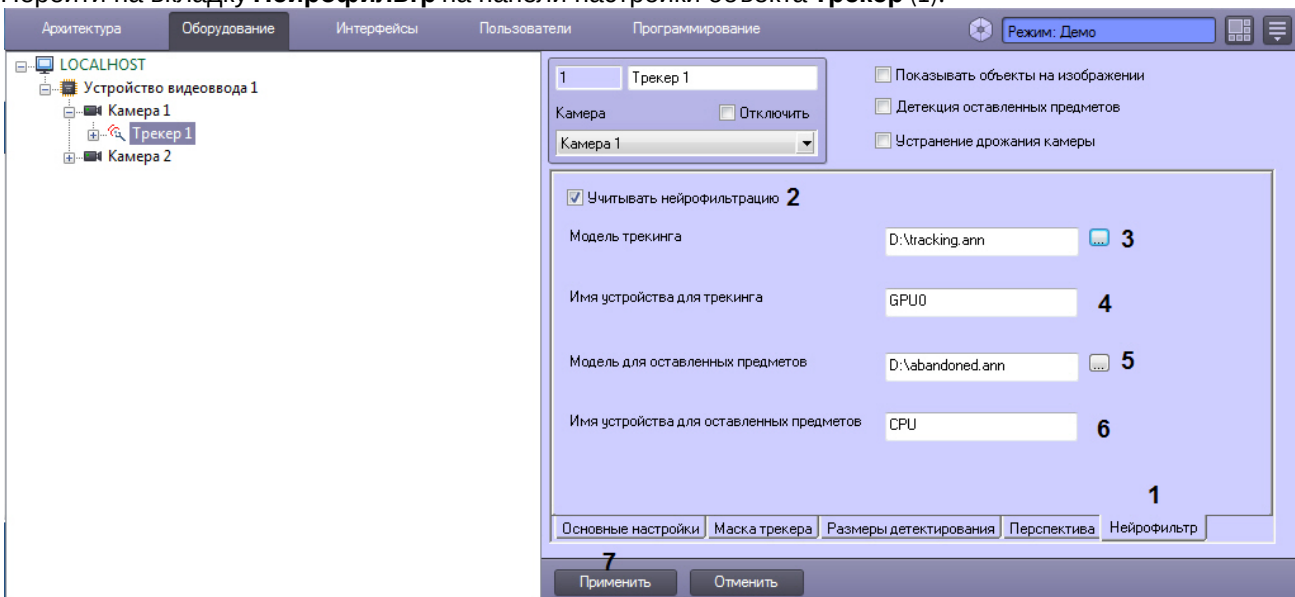 Перейти на вкладку Нейрофильтр на панели настройки объекта Трекер (1).
Архитектура Оборудование Интерфейсы Пользователи Программирование Режим: Демо
LOCALHOST
Устройство видеоввода 1
Камера 1
Трекер 1
Камера 2
1 Трекер 1
Камера Отключить
Камера 1
Показывать объекты на изображении
Детекция оставленных предметов
Устранение дрожания камеры
Учитывать нейрофильтрацию 2
Модель трекинга D:\tracking.ann ... 3
Имя устройства для трекинга GPU0 4
Модель для оставленных предметов D:\abandoned.ann ... 5
Имя устройства для оставленных предметов CPU 6
1
Основные настройки Маска трекера Размеры детектирования Перспектива Нейрофильтр
7
Применить Отменить